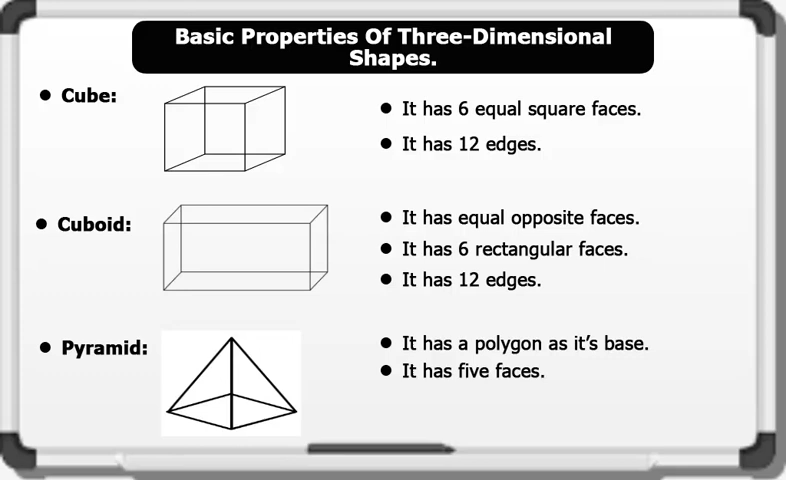 Basic Properties Of Three-Dimensional
Shapes.
● Cube:
● It has 6 equal square faces.
● It has 12 edges.
● Cuboid:
● It has equal opposite faces.
● It has 6 rectangular faces.
● It has 12 edges.
● Pyramid:
● It has a polygon as it’s base.
● It has five faces.